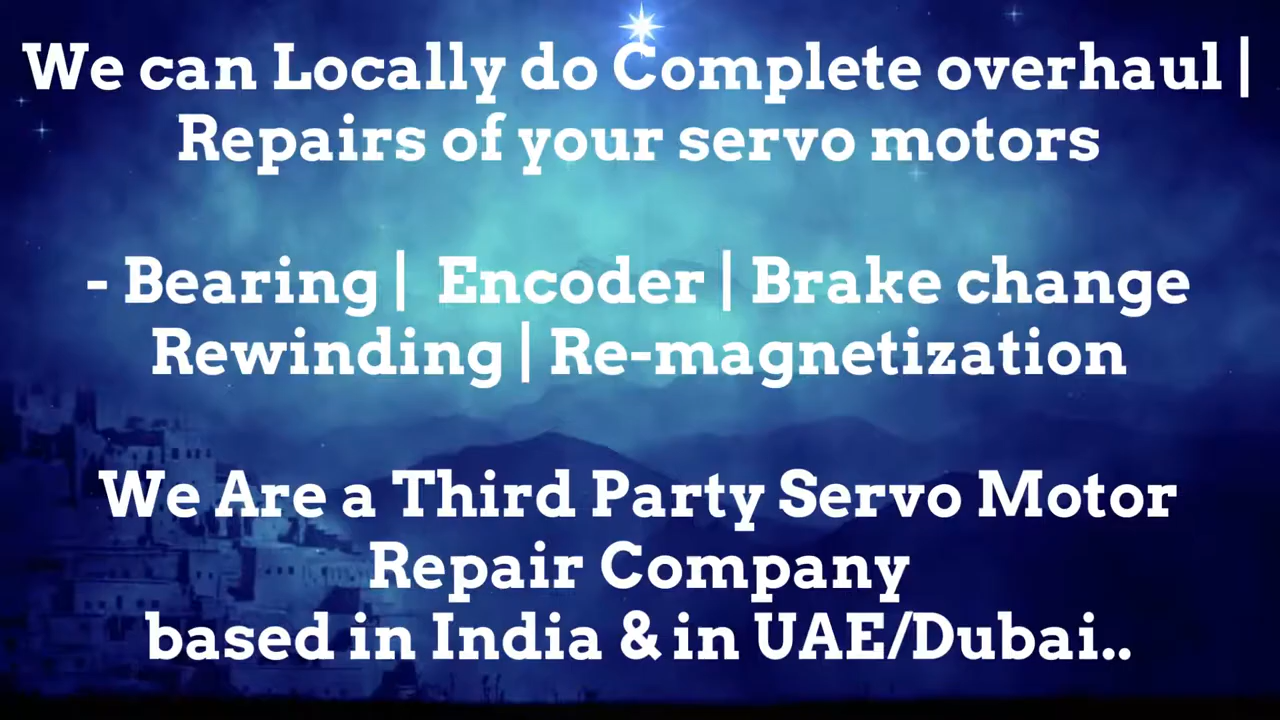 We can Locally do Complete overhaul |
Repairs of your servo motors
- Bearing | Encoder | Brake change
Rewinding | Re-magnetization
We Are a Third Party Servo Motor
Repair Company
based in India & in UAE/Dubai..